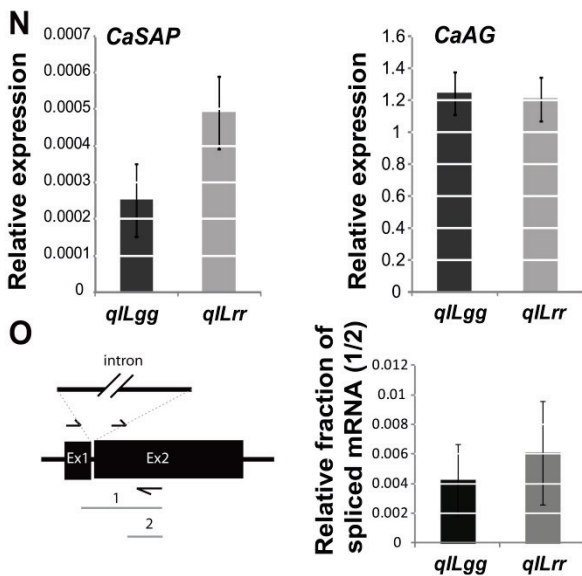 N
CaSAP
Relative expression
0.0007
0.0006
0.0005
0.0004
0.0003
0.0002
0.0001
0
qlLgg
qlLrr
CaAG
Relative expression
1.6
1.4
1.2
1
0.8
0.6
0.4
0.2
0
qlLgg
qlLrr
O
intron
Ex1
Ex2
1
2
Relative fraction of
spliced mRNA (1/2)
0.012
0.01
0.008
0.006
0.004
0.002
0
qlLgg
qlLrr